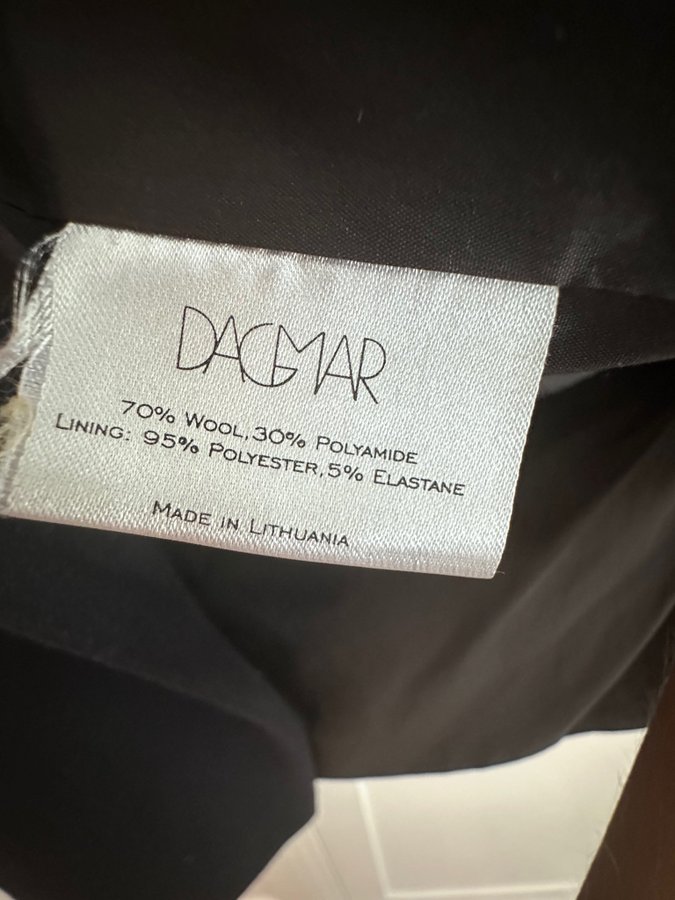 DAGMAR
70% WOOL, 30% POLYAMIDE
LINING: 95% POLYESTER, 5% ELASTANE
MADE IN LITHUANIA